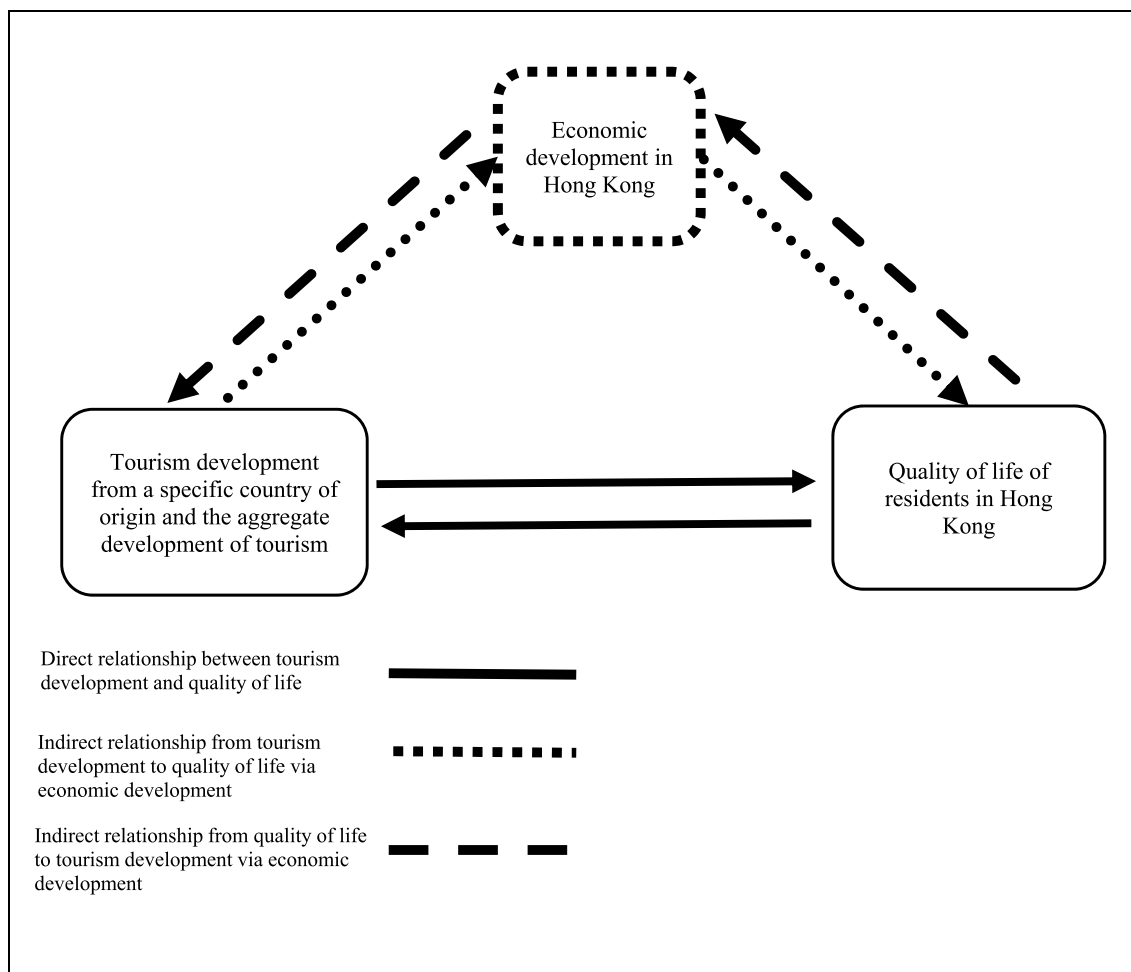 Economic
development in
Hong Kong
Tourism development
from a specific country of
origin and the aggregate
development of tourism
Quality of life of
residents in Hong
Kong
Direct relationship between tourism
development and quality of life
Indirect relationship from tourism
development to quality of life via
economic development
Indirect relationship from quality of life
to tourism development via economic
development